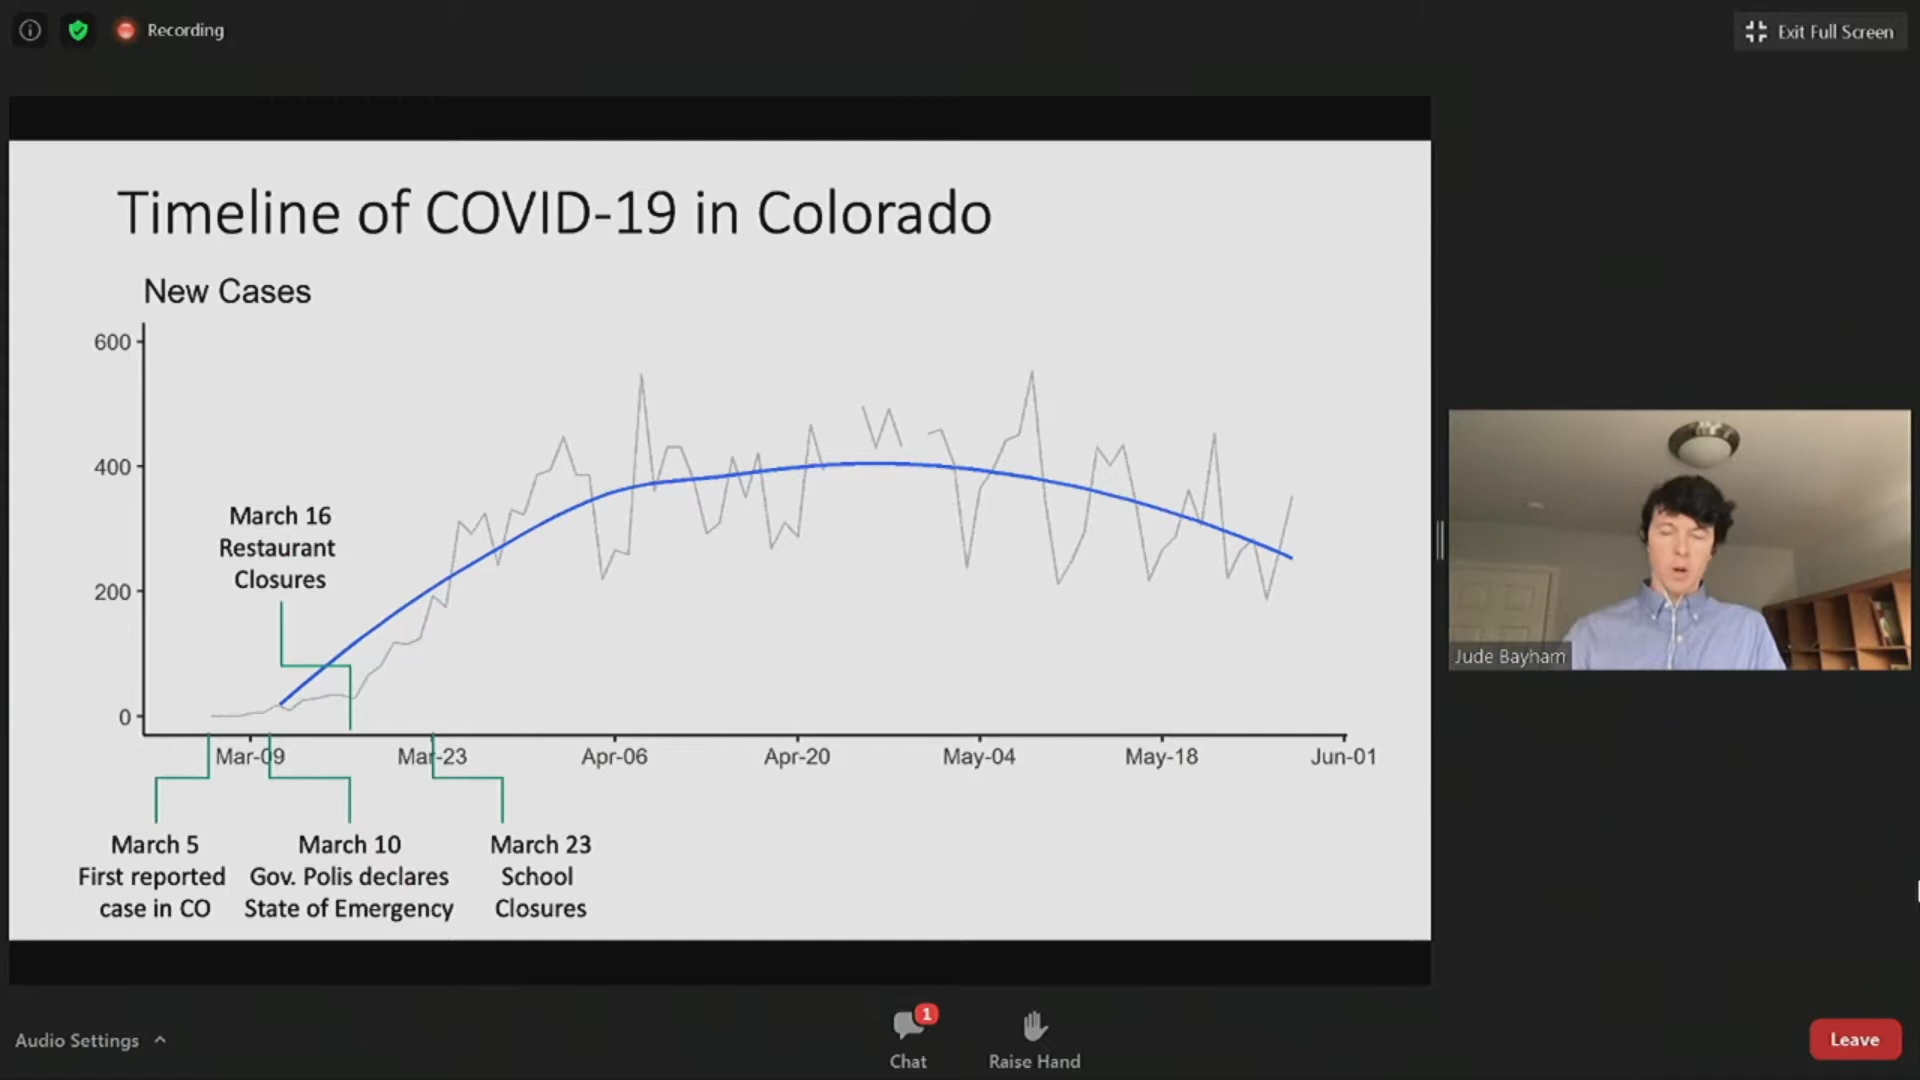 Recording
Exit Full Screen
Timeline of COVID-19 in Colorado
New Cases
600
400
200
0
March 16
Restaurant
Closures
Mar-09
Mar-23
Apr-06
Apr-20
May-04
May-18
Jun-01
March 5
First reported
case in CO
March 10
Gov. Polis declares
State of Emergency
March 23
School
Closures
Jude Bayham
Audio Settings
1
Chat
Raise Hand
Leave